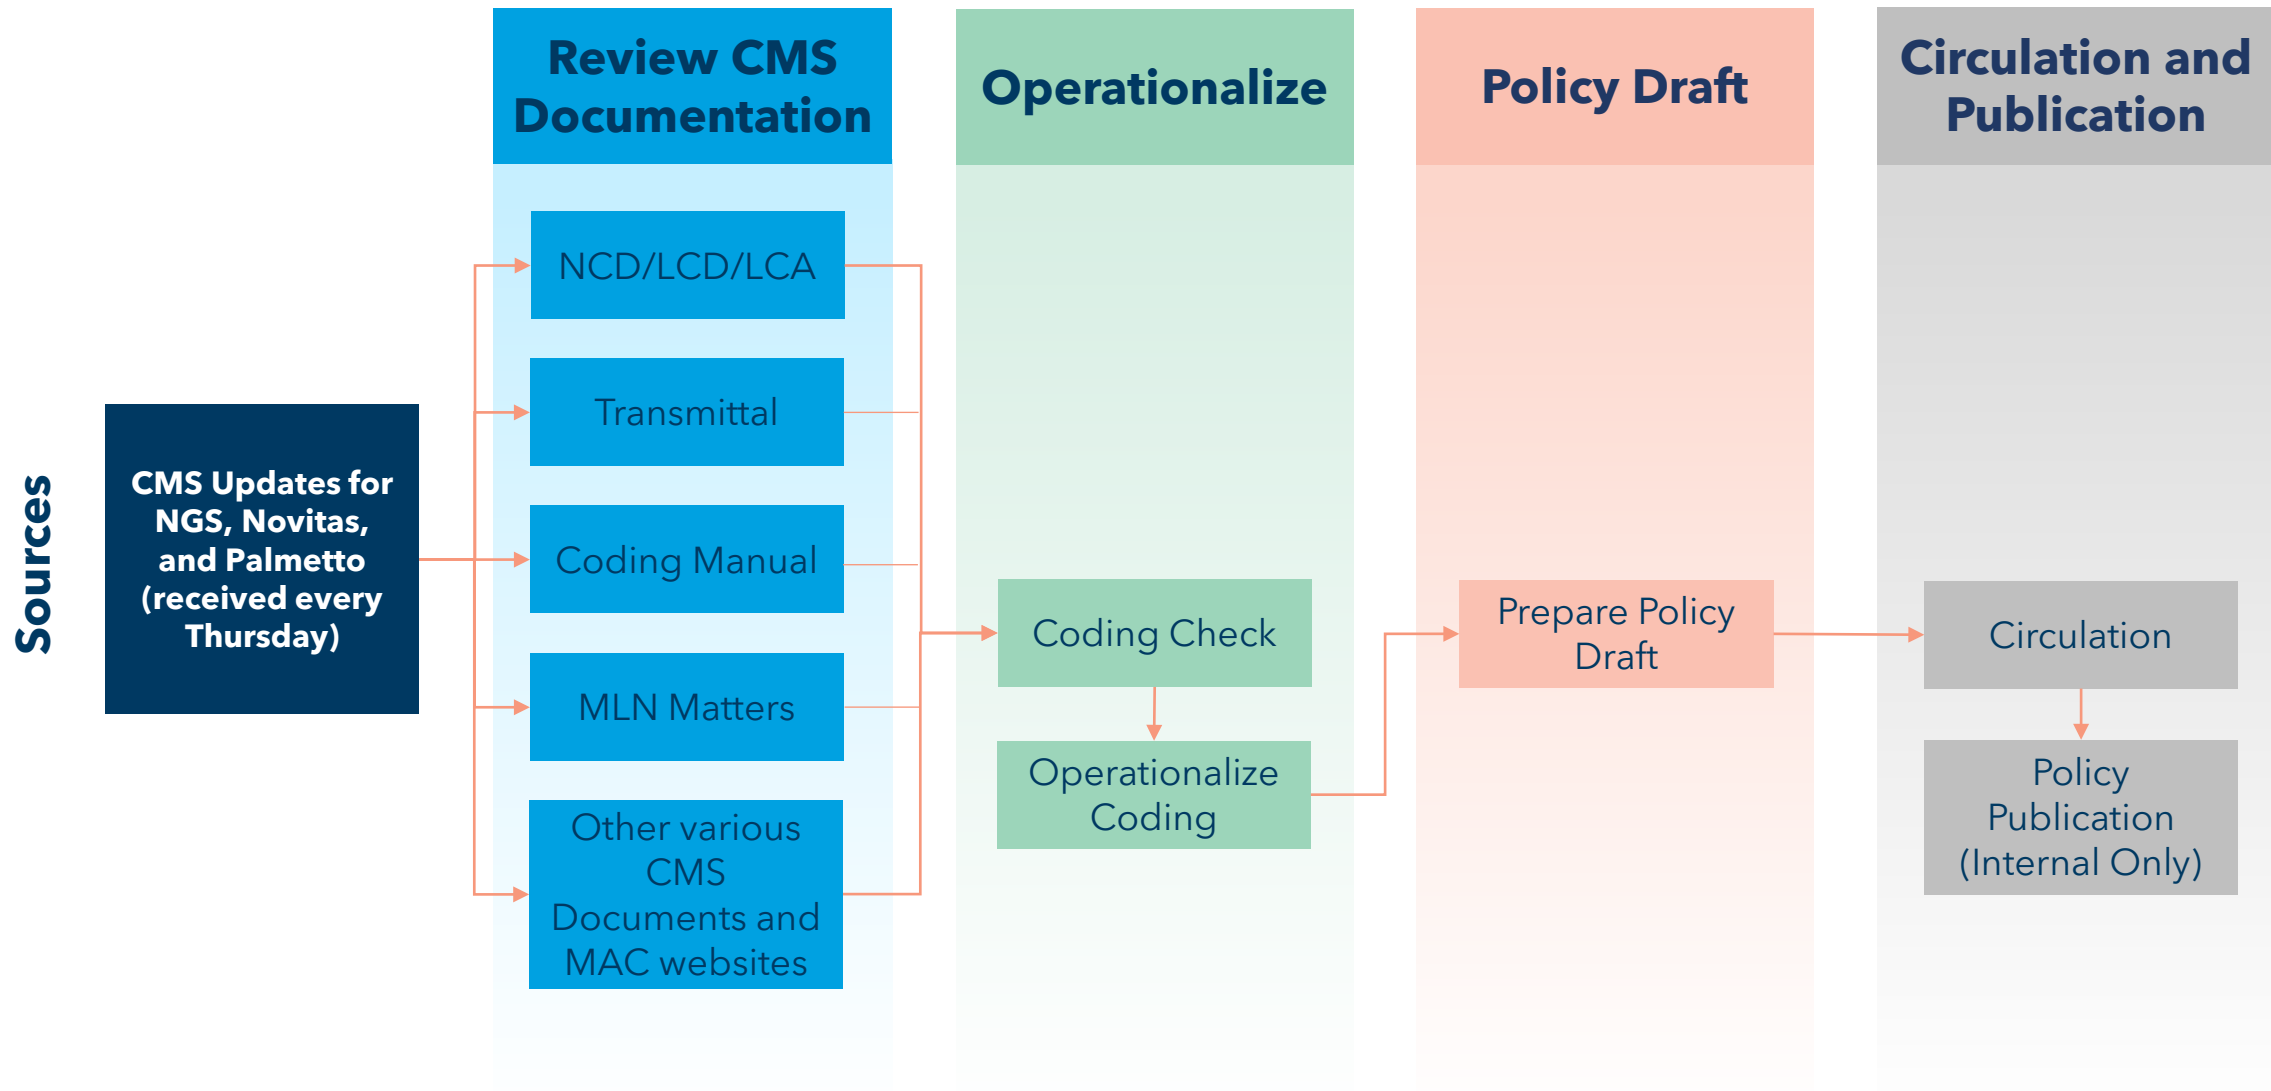 Review CMS
Documentation
Operationalize
Policy Draft
Circulation and
Publication
Sources
CMS Updates for
NGS, Novitas,
and Palmetto
(received every
Thursday)
NCD/LCD/LCA
Transmittal
Coding Manual
MLN Matters
Other various
CMS
Documents and
MAC websites
Coding Check
Operationalize
Coding
Prepare Policy
Draft
Circulation
Policy
Publication
(Internal Only)